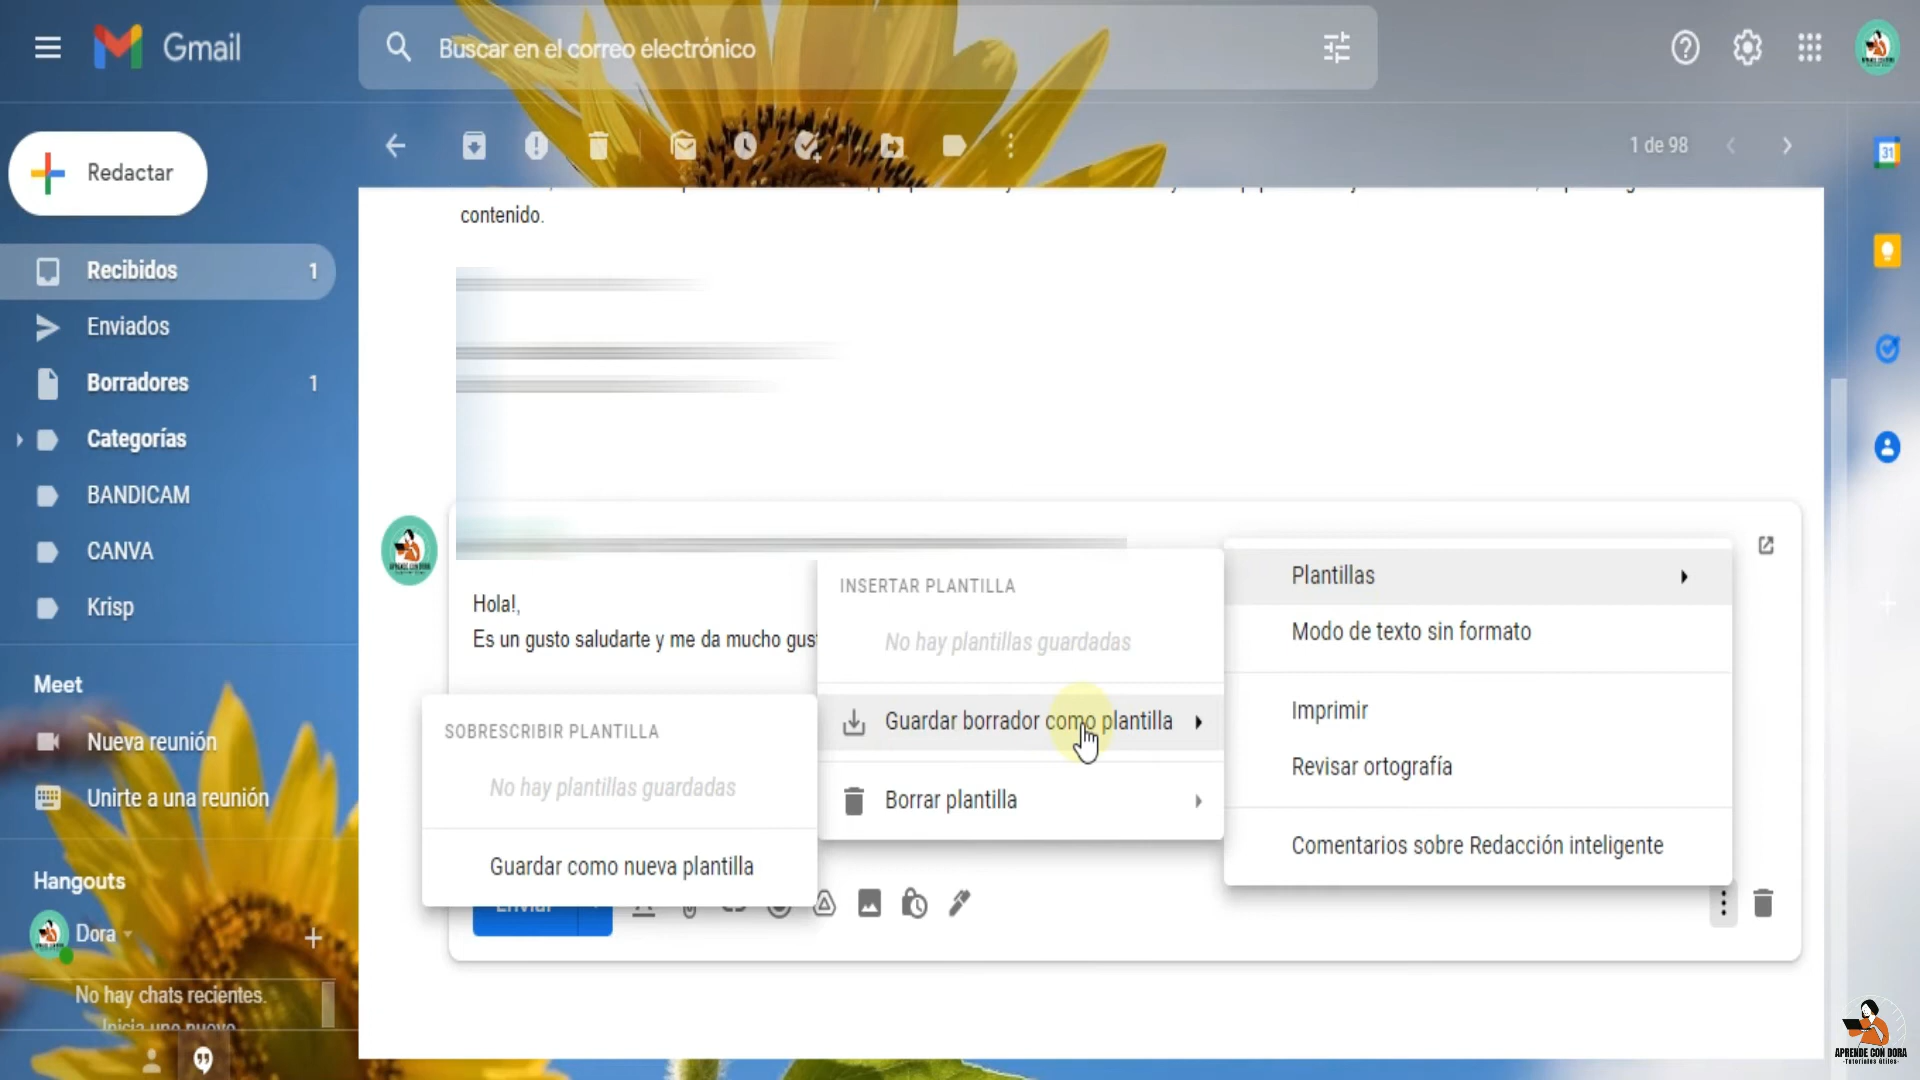 Gmail
Buscar en el correo electrónico
1 de 98
31
Redactar
Recibidos 1
Enviados
Borradores 1
Categorías
BANDICAM
CANVA
Krisp
Meet
Nueva reunión
Unirte a una reunión
Hangouts
Dora
No hay chats recientes.
contenido.
Hola!,
Es un gusto saludarte y me da mucho gus
INSERTAR PLANTILLA
No hay plantillas guardadas
Guardar borrador como plantilla
Borrar plantilla
SOBRESCRIBIR PLANTILLA
No hay plantillas guardadas
Guardar como nueva plantilla
Plantillas
Modo de texto sin formato
Imprimir
Revisar ortografía
Comentarios sobre Redacción inteligente
Enviar
APRENDE CON DORA
-Tutoriales útiles-